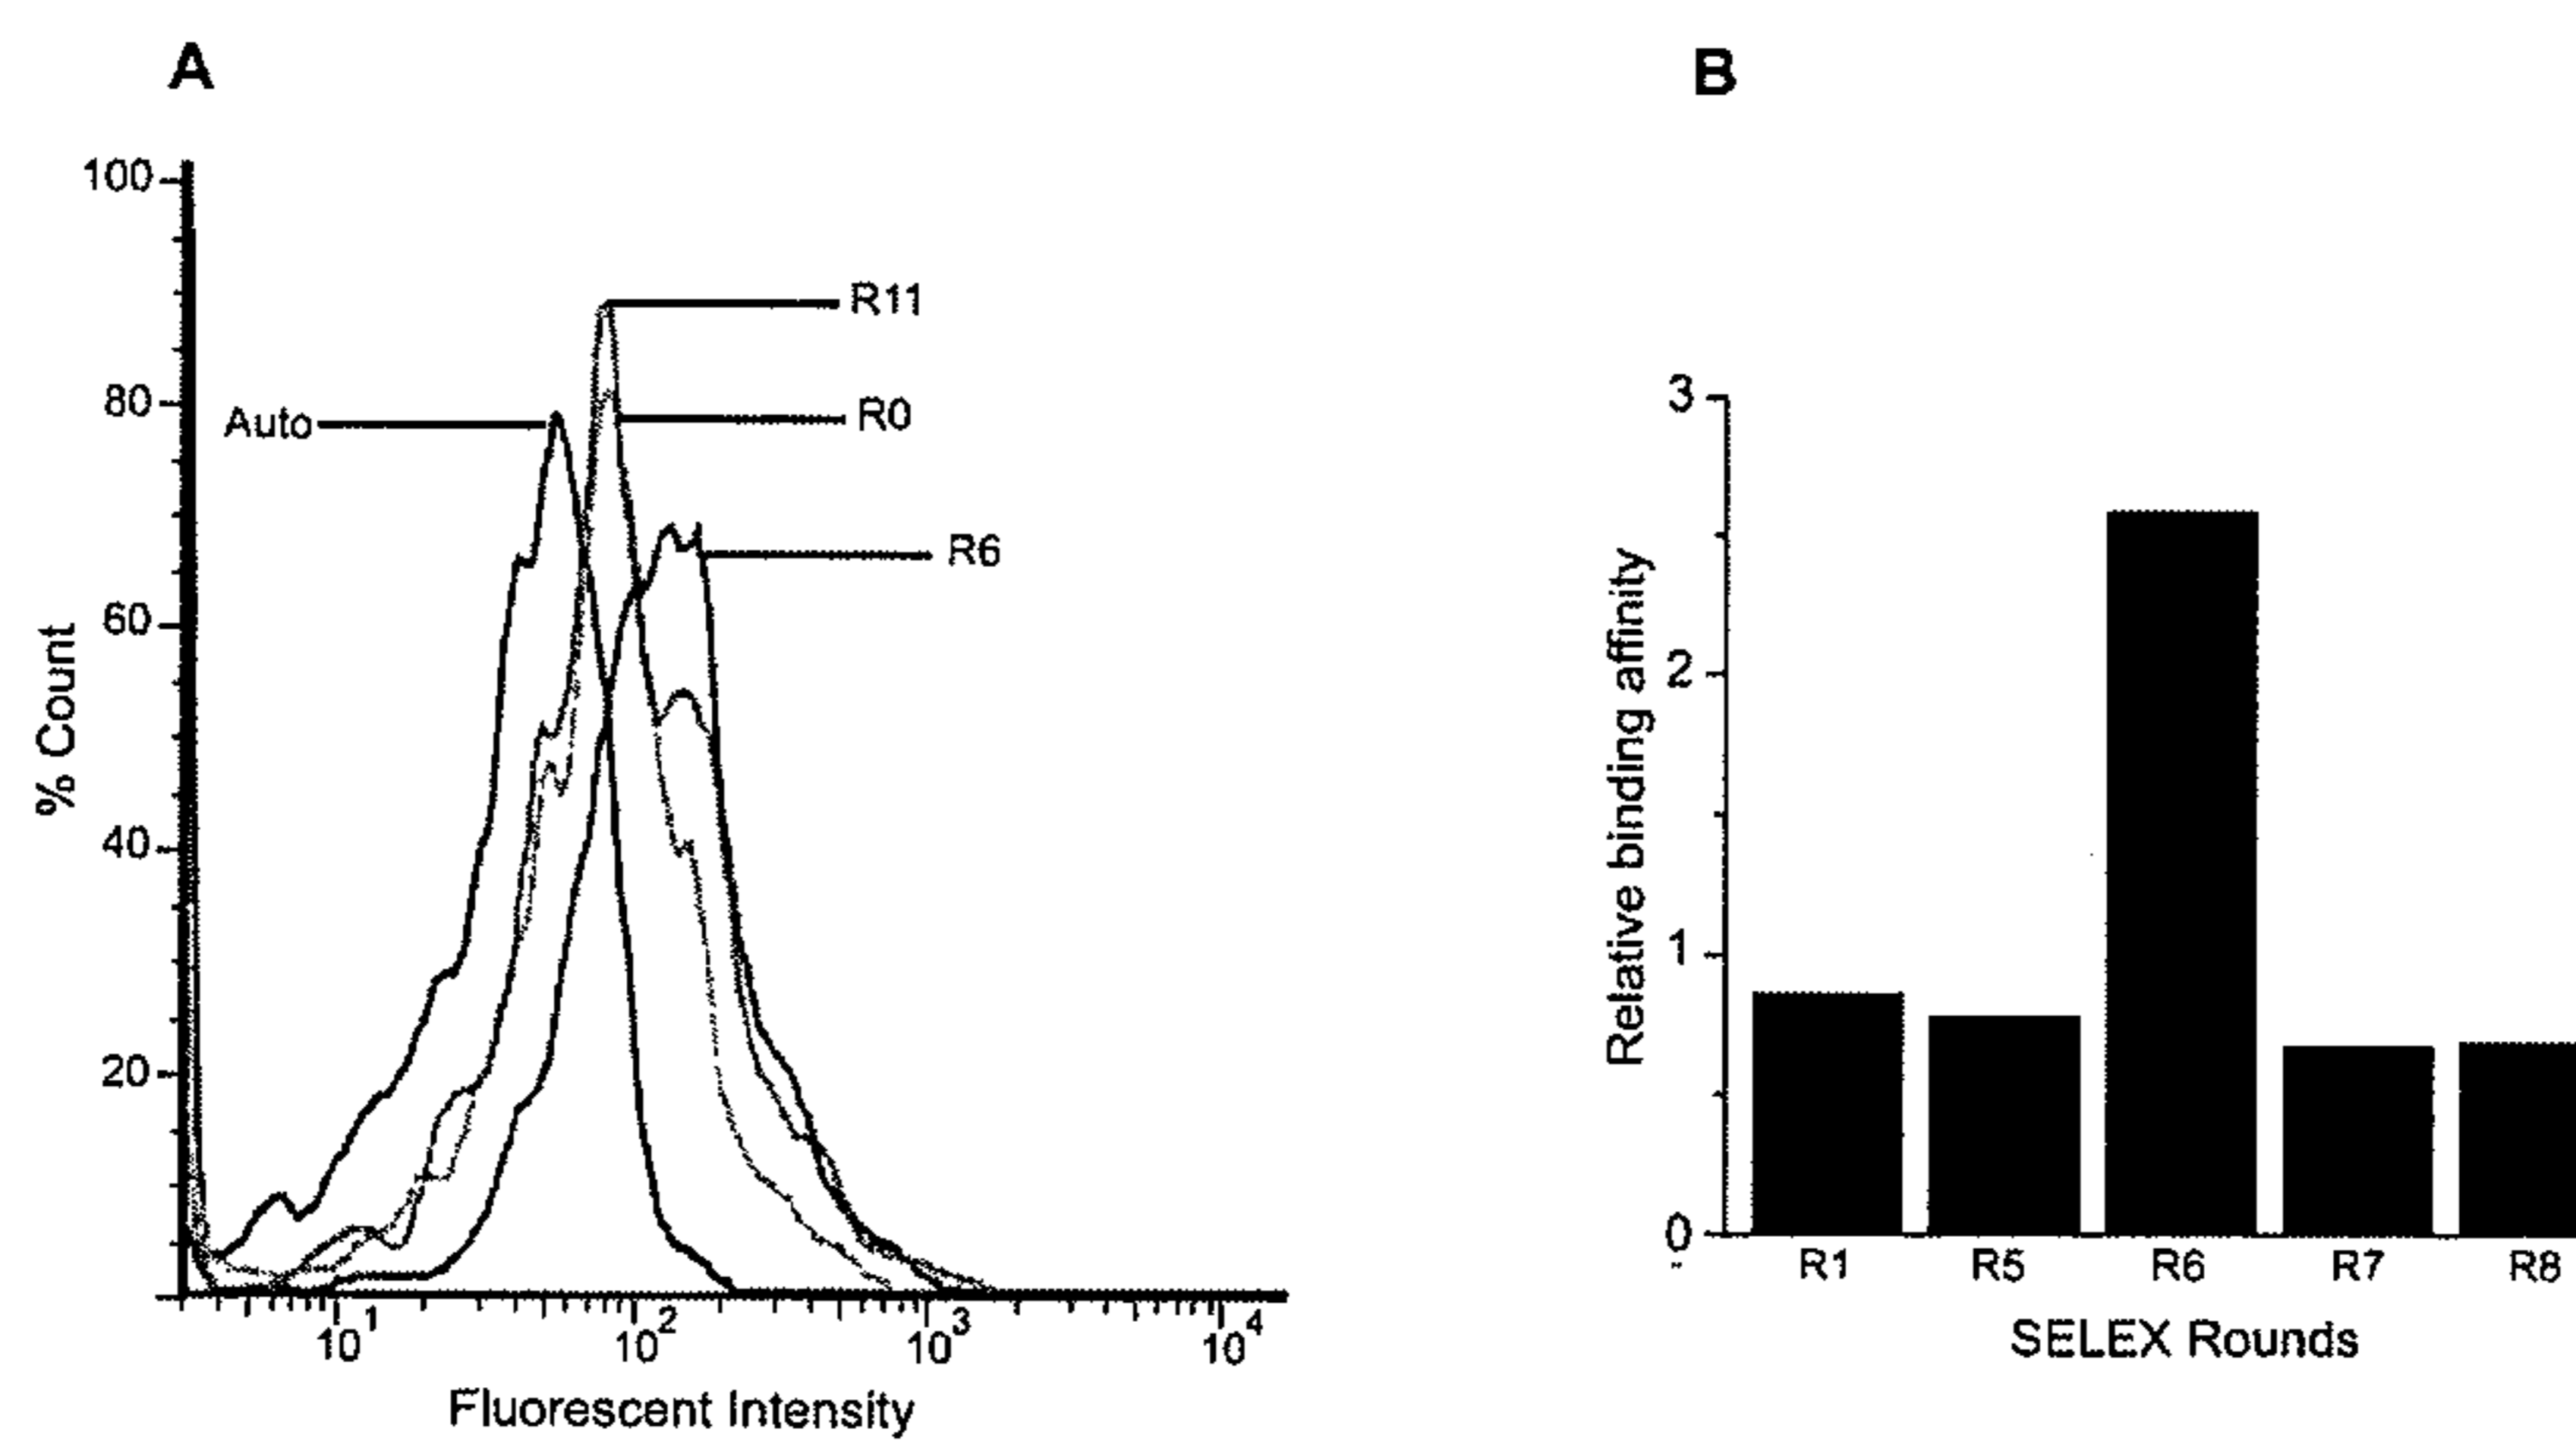 A
B
100
80
60
40
20
% Count
Auto
R11
R0
R6
10^1
10^2
10^3
10^4
Fluorescent Intensity
3
2
1
0
Relative binding affinity
R1
R5
R6
R7
R8
SELEX Rounds